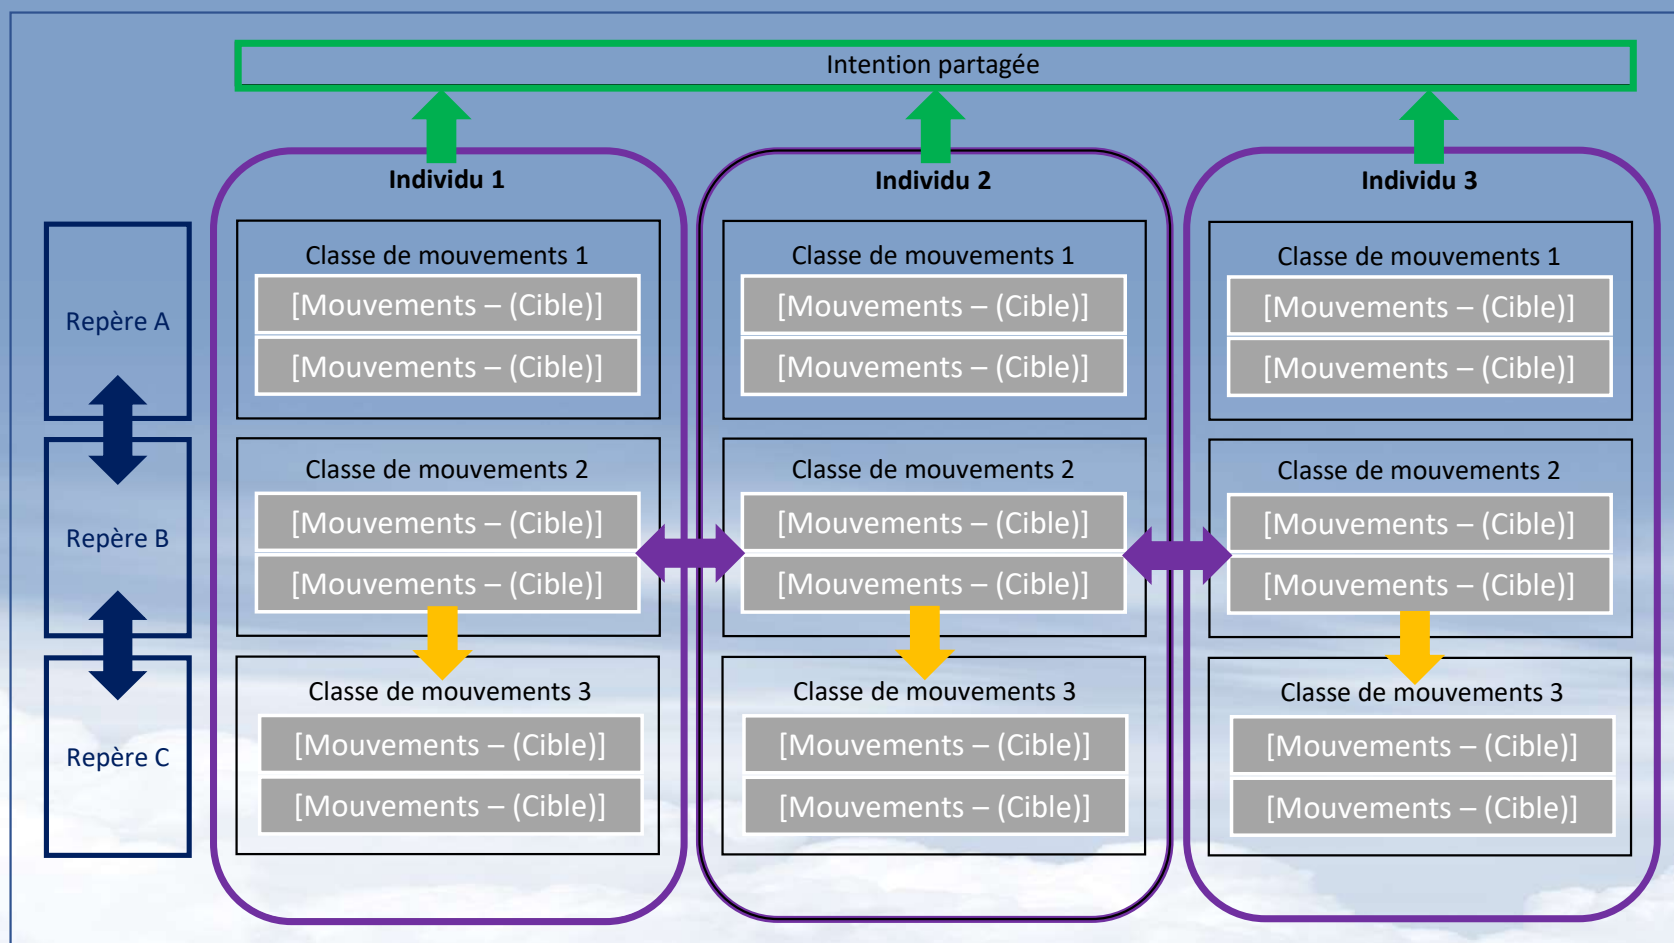 Intention partagée
Individu 1
Individu 2
Individu 3
Repère A
Classe de mouvements 1
[Mouvements – (Cible)]
[Mouvements – (Cible)]
Classe de mouvements 1
[Mouvements – (Cible)]
[Mouvements – (Cible)]
Classe de mouvements 1
[Mouvements – (Cible)]
[Mouvements – (Cible)]
Repère B
Classe de mouvements 2
[Mouvements – (Cible)]
[Mouvements – (Cible)]
Classe de mouvements 2
[Mouvements – (Cible)]
[Mouvements – (Cible)]
Classe de mouvements 2
[Mouvements – (Cible)]
[Mouvements – (Cible)]
Repère C
Classe de mouvements 3
[Mouvements – (Cible)]
[Mouvements – (Cible)]
Classe de mouvements 3
[Mouvements – (Cible)]
[Mouvements – (Cible)]
Classe de mouvements 3
[Mouvements – (Cible)]
[Mouvements – (Cible)]